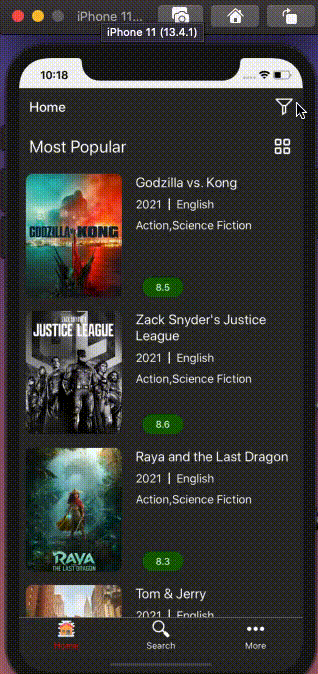 iPhone 11...
iPhone 11 (13.4.1)
10:18
Home
Most Popular
Godzilla vs. Kong
2021 | English
Action,Science Fiction
8.5
GODZILLA vs KONG
Zack Snyder's Justice
League
2021 | English
Action,Science Fiction
8.6
ZACK SNYDER'S
JUSTICE LEAGUE
Raya and the Last Dragon
2021 | English
Action,Science Fiction
8.3
RAYA
THE LAST DRAGON
Tom & Jerry
2021 | English
Home
Search
More